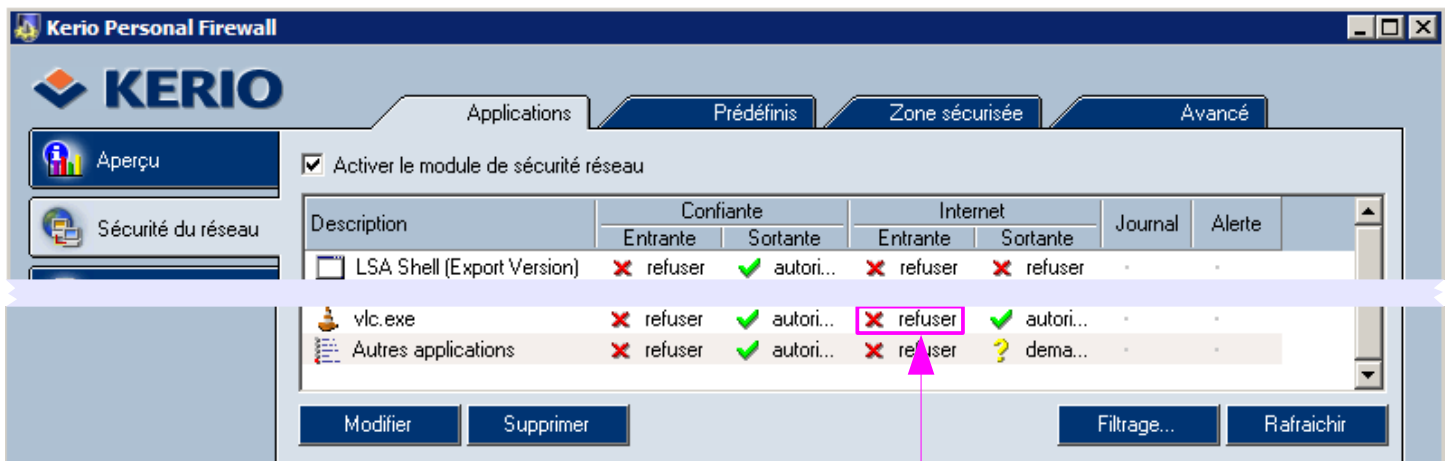 Kerio Personal Firewall
KERIO
Applications Prédéfinis Zone sécurisée Avancé
Aperçu
Activer le module de sécurité réseau
Sécurité du réseau
Description Confiante Internet Journal Alerte
Entrante Sortante Entrante Sortante
LSA Shell (Export Version) refuser autori... refuser refuser
vlc.exe refuser autori... refuser autori...
Autres applications refuser autori... refuser dema...
Modifier Supprimer Filtrage... Rafraichir